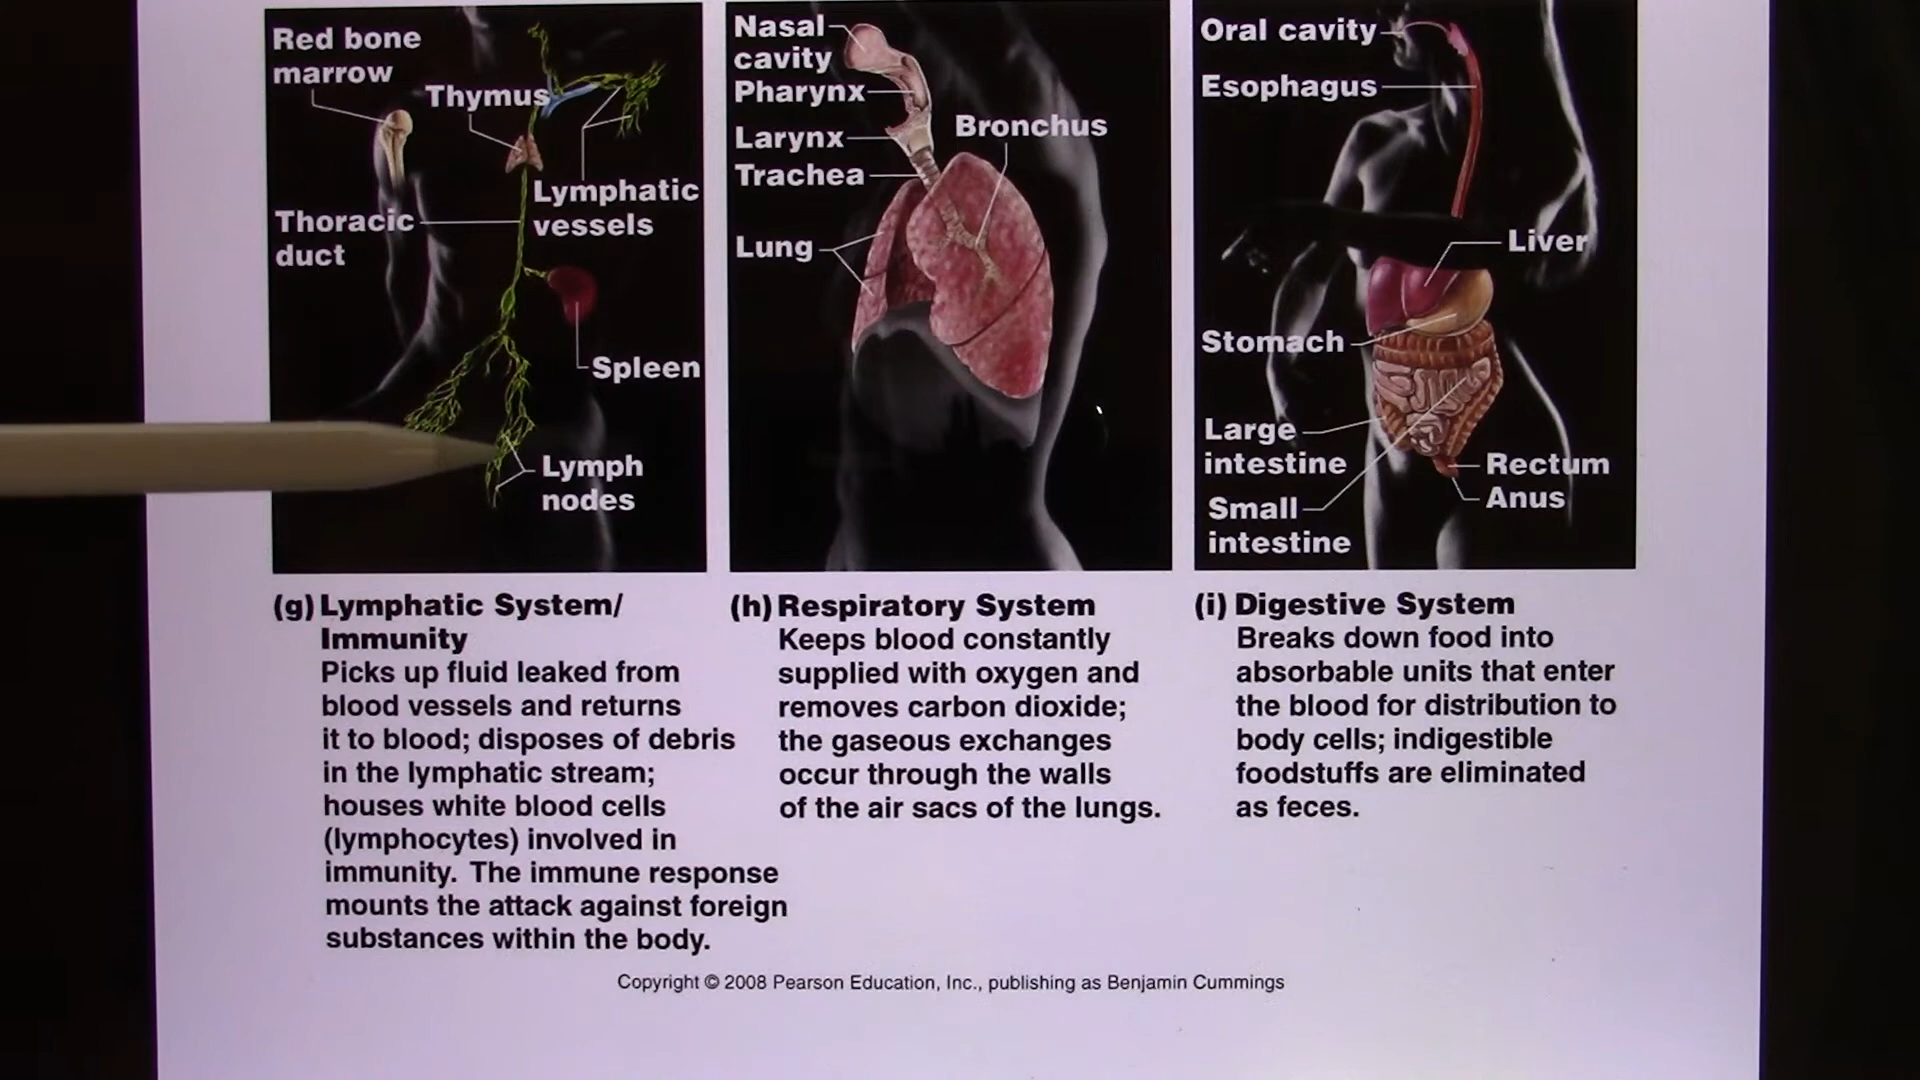 Red bone
marrow
Thymus
Lymphatic
vessels
Thoracic
duct
Spleen
Lymph
nodes
(g) Lymphatic System/
Immunity
Picks up fluid leaked from
blood vessels and returns
it to blood; disposes of debris
in the lymphatic stream;
houses white blood cells
(lymphocytes) involved in
immunity. The immune response
mounts the attack against foreign
substances within the body.
Nasal
cavity
Pharynx
Larynx
Bronchus
Trachea
Lung
(h) Respiratory System
Keeps blood constantly
supplied with oxygen and
removes carbon dioxide;
the gaseous exchanges
occur through the walls
of the air sacs of the lungs.
Oral cavity
Esophagus
Liver
Stomach
Large
intestine
Small
intestine
Rectum
Anus
(i) Digestive System
Breaks down food into
absorbable units that enter
the blood for distribution to
body cells; indigestible
foodstuffs are eliminated
as feces.
Copyright © 2008 Pearson Education, Inc., publishing as Benjamin Cummings